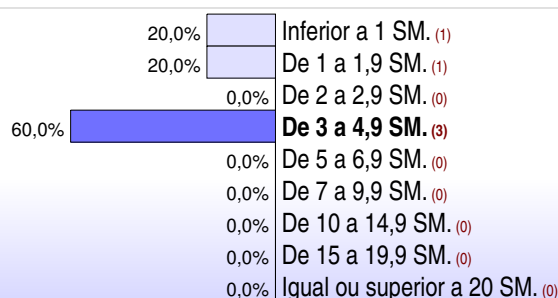 20,0% Inferior a 1 SM. (1)
20,0% De 1 a 1,9 SM. (1)
0,0% De 2 a 2,9 SM. (0)
60,0% De 3 a 4,9 SM. (3)
0,0% De 5 a 6,9 SM. (0)
0,0% De 7 a 9,9 SM. (0)
0,0% De 10 a 14,9 SM. (0)
0,0% De 15 a 19,9 SM. (0)
0,0% Igual ou superior a 20 SM. (0)